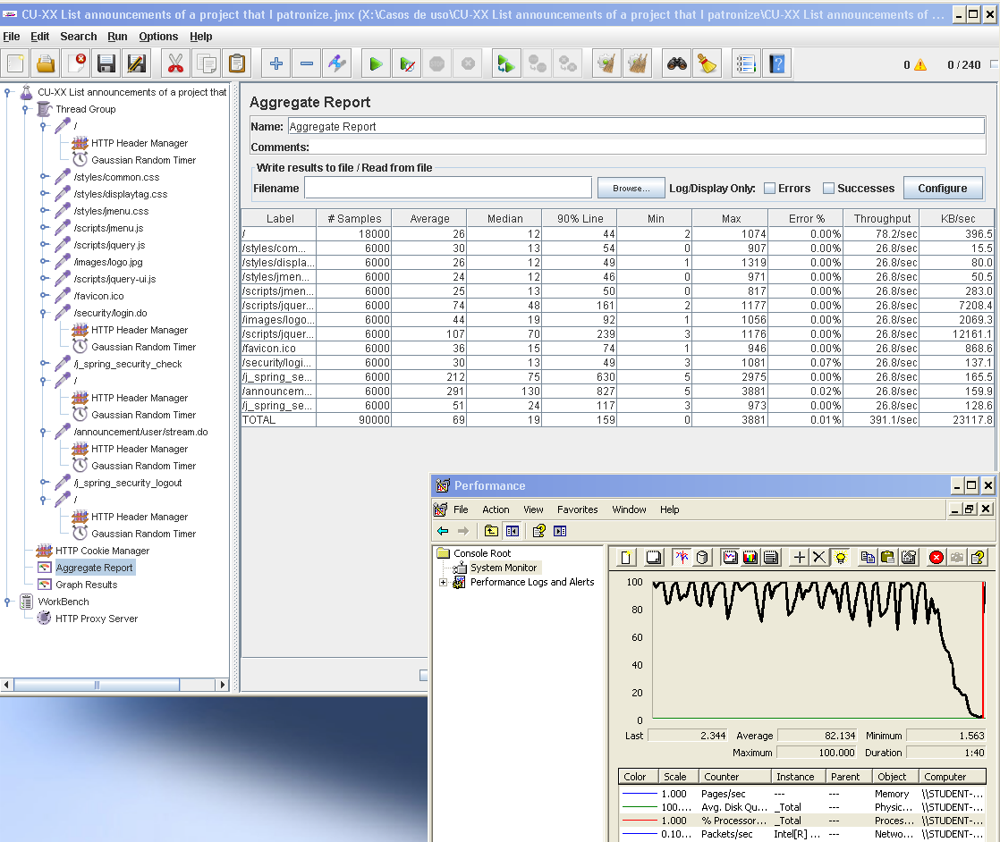 CU-XX List announcements of a project that I patronize.jmx (X:\Casos de uso\CU-XX List announcements of a project that I patronize\CU-XX List announcements of ...
File Edit Search Run Options Help
0 0 / 240
CU-XX List announcements of a project that
Thread Group
/
HTTP Header Manager
Gaussian Random Timer
/styles/common.css
/styles/displaytag.css
/styles/jmenu.css
/scripts/jmenu.js
/scripts/jquery.js
/images/logo.jpg
/scripts/jquery-ui.js
/favicon.ico
/security/login.do
HTTP Header Manager
Gaussian Random Timer
/j_spring_security_check
/
HTTP Header Manager
Gaussian Random Timer
/announcement/user/stream.do
HTTP Header Manager
Gaussian Random Timer
/j_spring_security_logout
/
HTTP Header Manager
Gaussian Random Timer
HTTP Cookie Manager
Aggregate Report
Graph Results
WorkBench
HTTP Proxy Server
Aggregate Report
Name: Aggregate Report
Comments:
Write results to file / Read from file
Filename Browse... Log/Display Only: Errors Successes Configure
Label # Samples Average Median 90% Line Min Max Error % Throughput KB/sec
/ 18000 26 12 44 2 1074 0.00% 78.2/sec 396.5
/styles/com... 6000 30 13 54 0 907 0.00% 26.8/sec 15.5
/styles/displa... 6000 26 12 49 1 1319 0.00% 26.8/sec 80.0
/styles/jmen... 6000 24 12 46 0 971 0.00% 26.8/sec 50.5
/scripts/jmen... 6000 25 13 50 0 817 0.00% 26.8/sec 283.0
/scripts/jquer... 6000 74 48 161 2 1177 0.00% 26.8/sec 7208.4
/images/logo... 6000 44 19 92 1 1056 0.00% 26.8/sec 2069.3
/scripts/jquer... 6000 107 70 239 3 1176 0.00% 26.8/sec 12161.1
/favicon.ico 6000 36 15 74 1 946 0.00% 26.8/sec 868.6
/security/logi... 6000 30 13 49 3 1081 0.07% 26.8/sec 137.1
/j_spring_se... 6000 212 75 630 5 2975 0.00% 26.8/sec 165.5
/announcem... 6000 291 130 827 5 3881 0.02% 26.8/sec 159.9
/j_spring_se... 6000 51 24 117 3 973 0.00% 26.8/sec 128.6
TOTAL 90000 69 19 159 0 3881 0.01% 391.1/sec 23117.8
Performance
File Action View Favorites Window Help
Console Root
System Monitor
Performance Logs and Alerts
100
80
60
40
20
0
Last 2.344 Average 82.134 Minimum 1.563
Maximum 100.000 Duration 1:40
Color Scale Counter Instance Parent Object Computer
1.000 Pages/sec --- --- Memory \\STUDENT-...
100.... Avg. Disk Qu... _Total --- Physic... \\STUDENT-...
1.000 % Processor... _Total --- Proces... \\STUDENT-...
0.10... Packets/sec Intel[R] ... --- Netwo... \\STUDENT-...